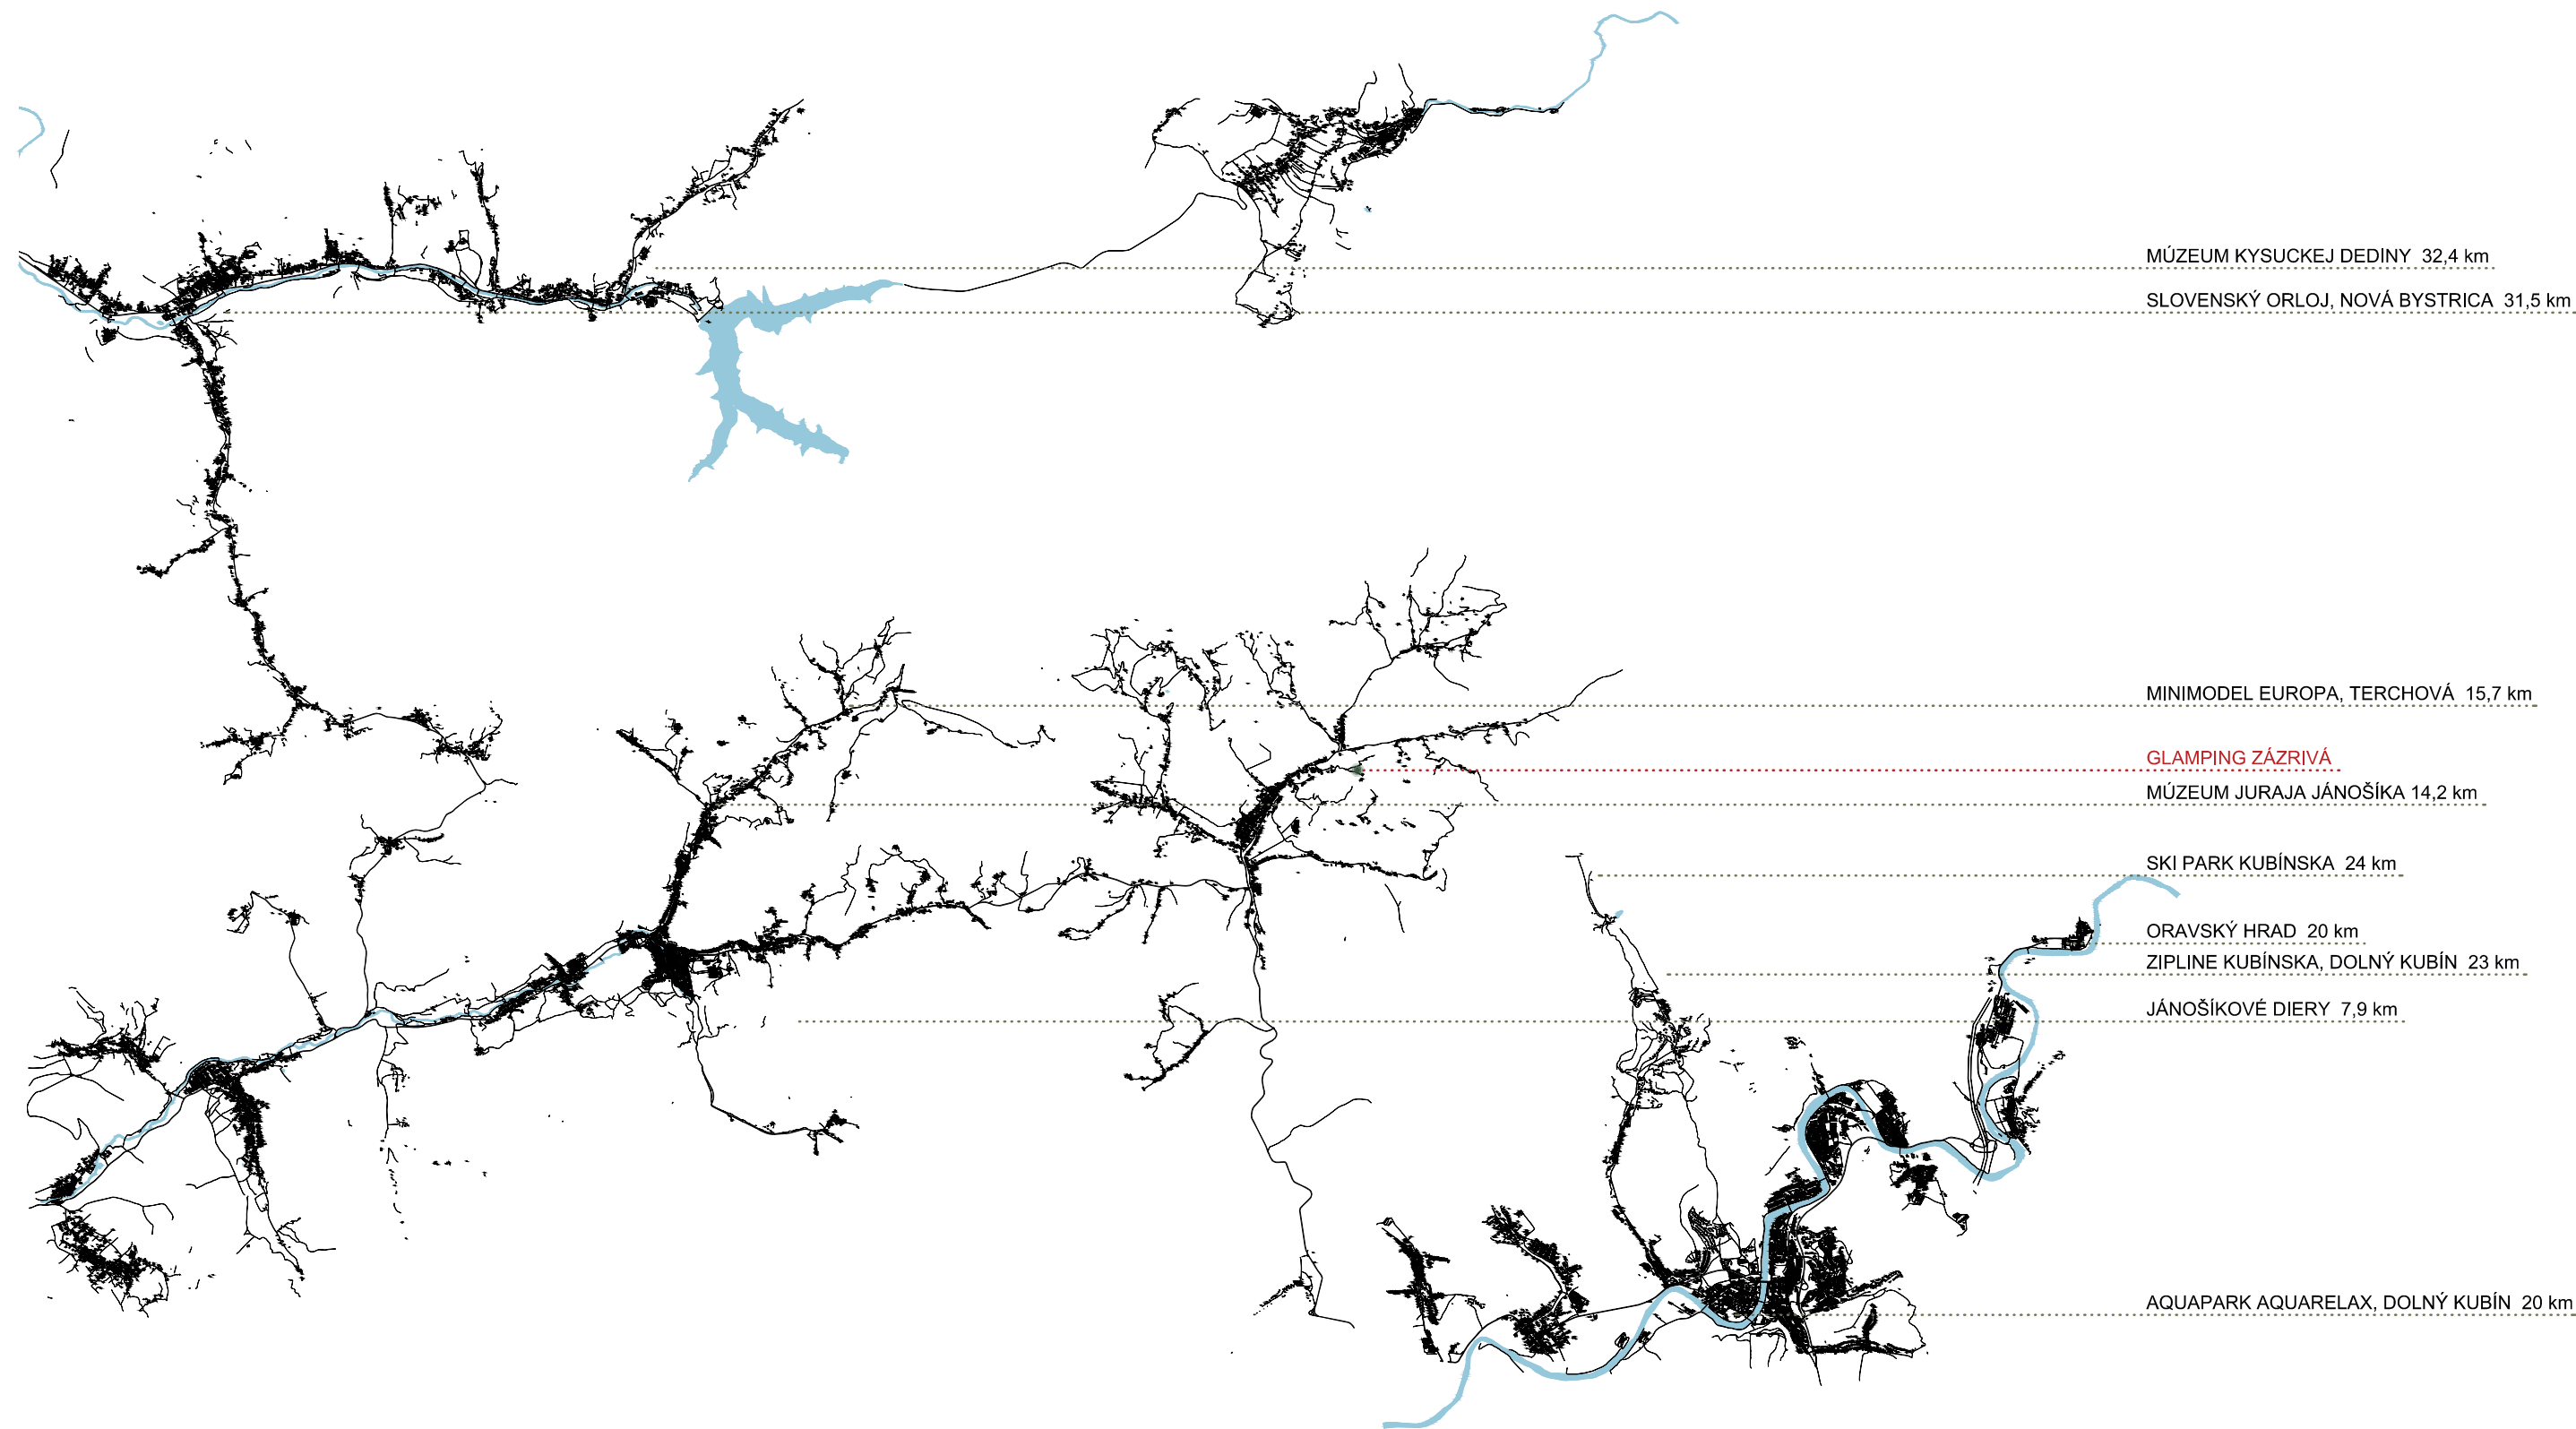 MÚZEUM KYSUCKEJ DEDINY 32,4 km
SLOVENSKÝ ORLOJ, NOVÁ BYSTRICA 31,5 km
MINIMODEL EUROPA, TERCHOVÁ 15,7 km
GLAMPING ZÁZRIVÁ
MÚZEUM JURAJA JÁNOŠÍKA 14,2 km
SKI PARK KUBÍNSKA 24 km
ORAVSKÝ HRAD 20 km
ZIPLINE KUBÍNSKA, DOLNÝ KUBÍN 23 km
JÁNOŠÍKOVÉ DIERY 7,9 km
AQUAPARK AQUARELAX, DOLNÝ KUBÍN 20 km